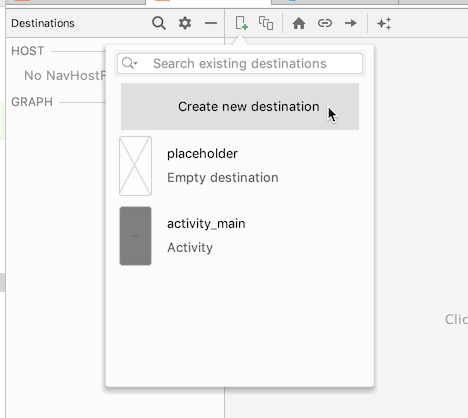 Destinations
HOST
No NavHostF
GRAPH
Search existing destinations
Create new destination
placeholder
Empty destination
activity_main
Activity
Clic